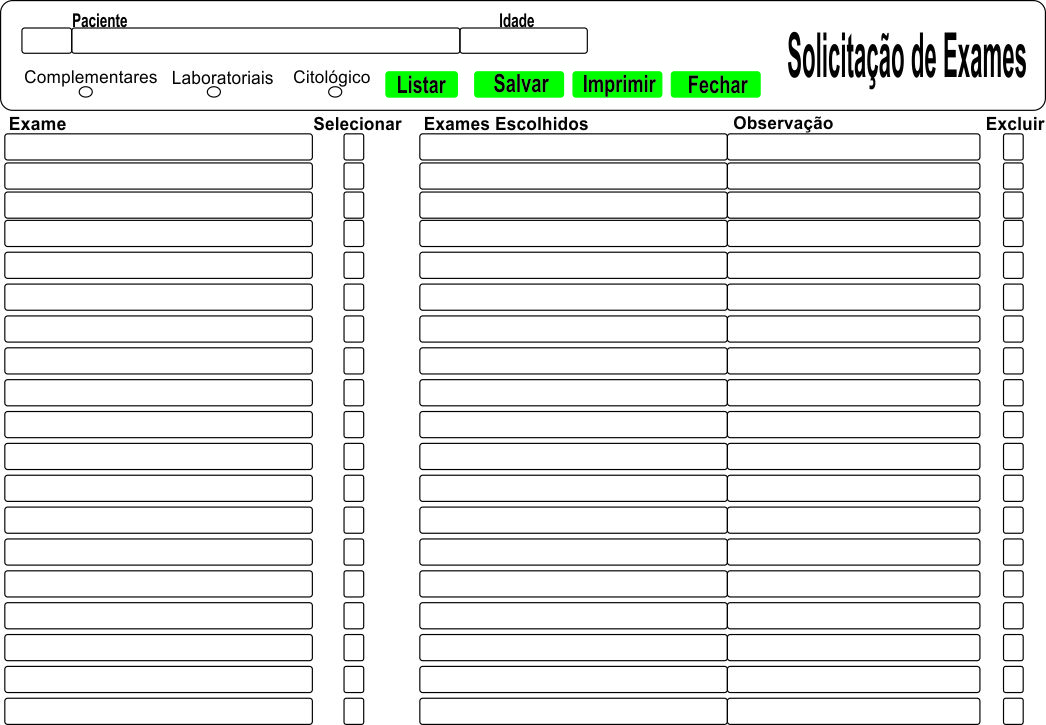 Paciente Idade
Solicitação de Exames
Complementares Laboratoriais Citológico Listar Salvar Imprimir Fechar
Exame Selecionar Exames Escolhidos Observação Excluir